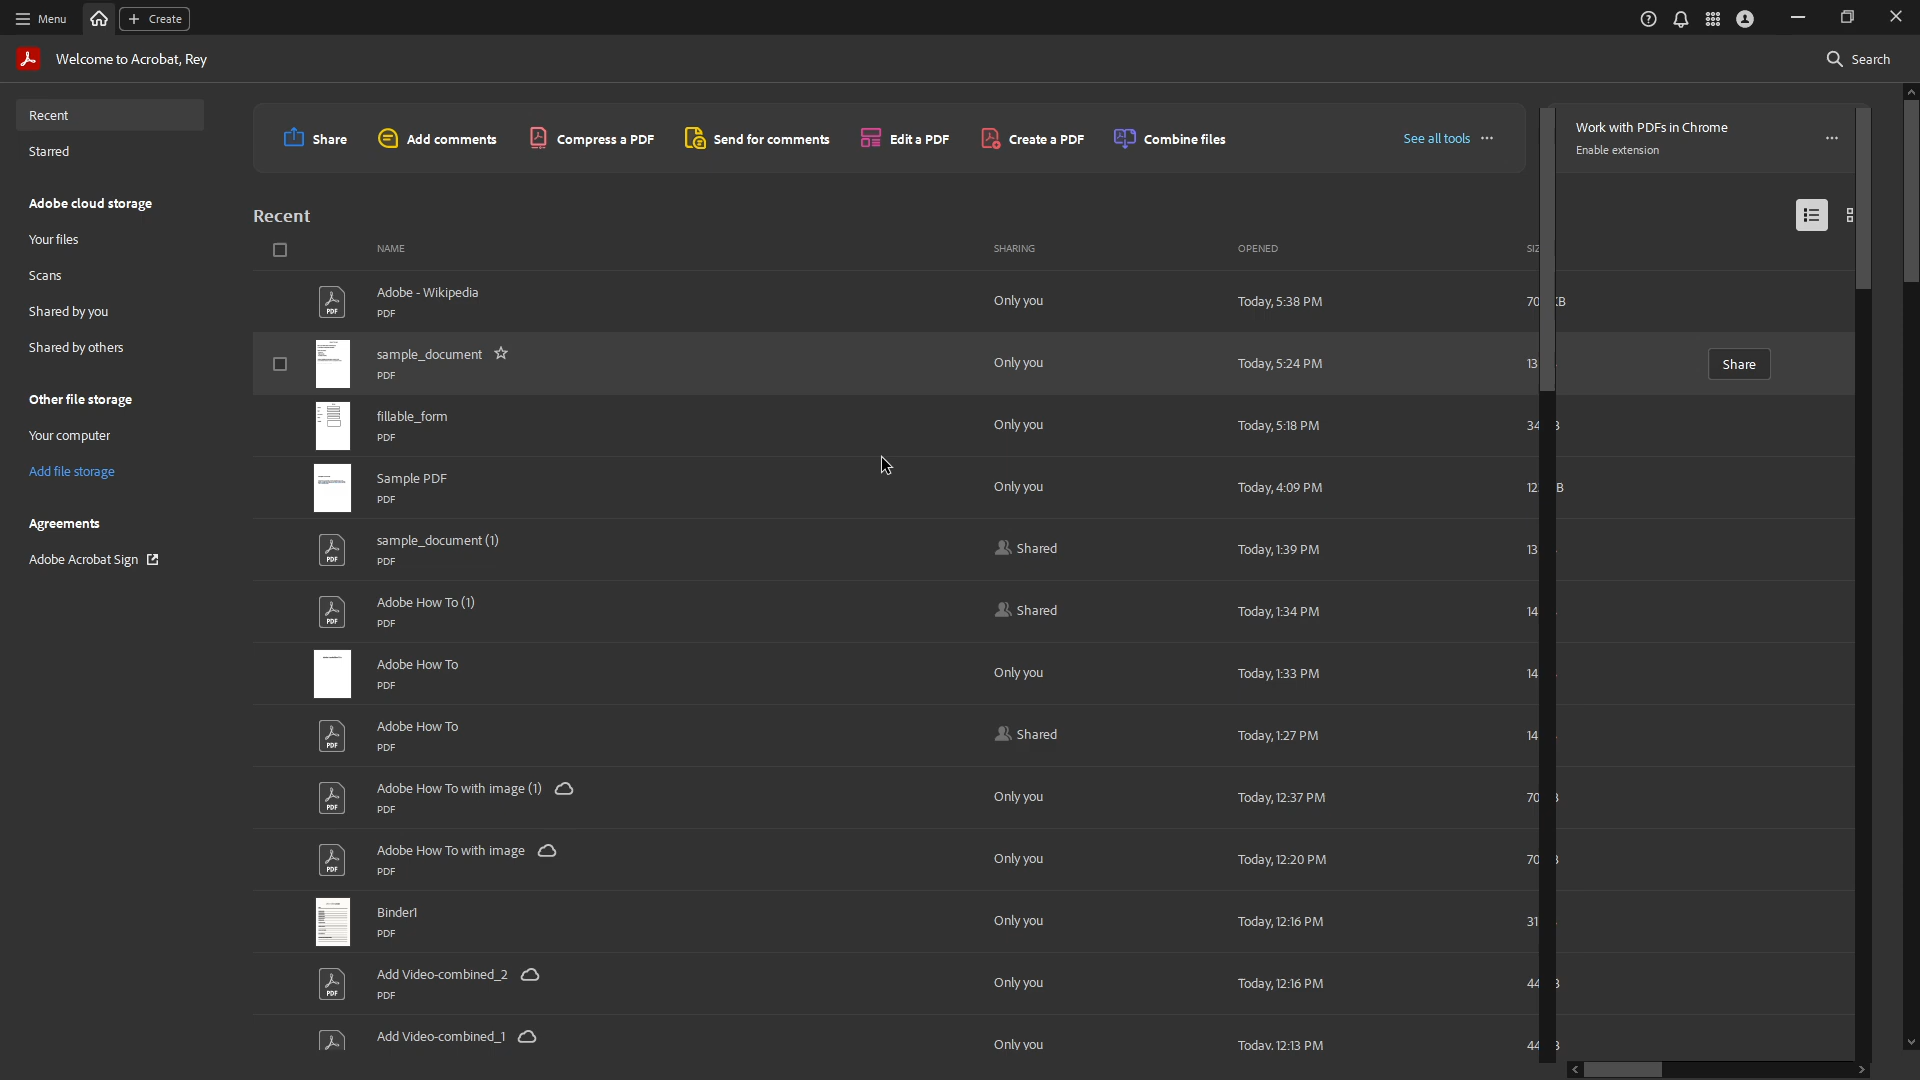 Menu
Create
Welcome to Acrobat, Rey
Search
Recent
Starred
Adobe cloud storage
Your files
Scans
Shared by you
Shared by others
Other file storage
Your computer
Add file storage
Agreements
Adobe Acrobat Sign
Share Add comments Compress a PDF Send for comments Edit a PDF Create a PDF Combine files See all tools
Work with PDFs in Chrome
Enable extension
Recent
NAME SHARING OPENED
Adobe - Wikipedia
PDF
Only you Today, 5:38 PM
sample_document
PDF
Only you Today, 5:24 PM
Share
fillable_form
PDF
Only you Today, 5:18 PM
Sample PDF
PDF
Only you Today, 4:09 PM
sample_document (1)
PDF
Shared Today, 1:39 PM
Adobe How To (1)
PDF
Shared Today, 1:34 PM
Adobe How To
PDF
Only you Today, 1:33 PM
Adobe How To
PDF
Shared Today, 1:27 PM
Adobe How To with image (1)
PDF
Only you Today, 12:37 PM
Adobe How To with image
PDF
Only you Today, 12:20 PM
Binder1
PDF
Only you Today, 12:16 PM
Add Video-combined_2
PDF
Only you Today, 12:16 PM
Add Video-combined_1
Only you Today, 12:13 PM